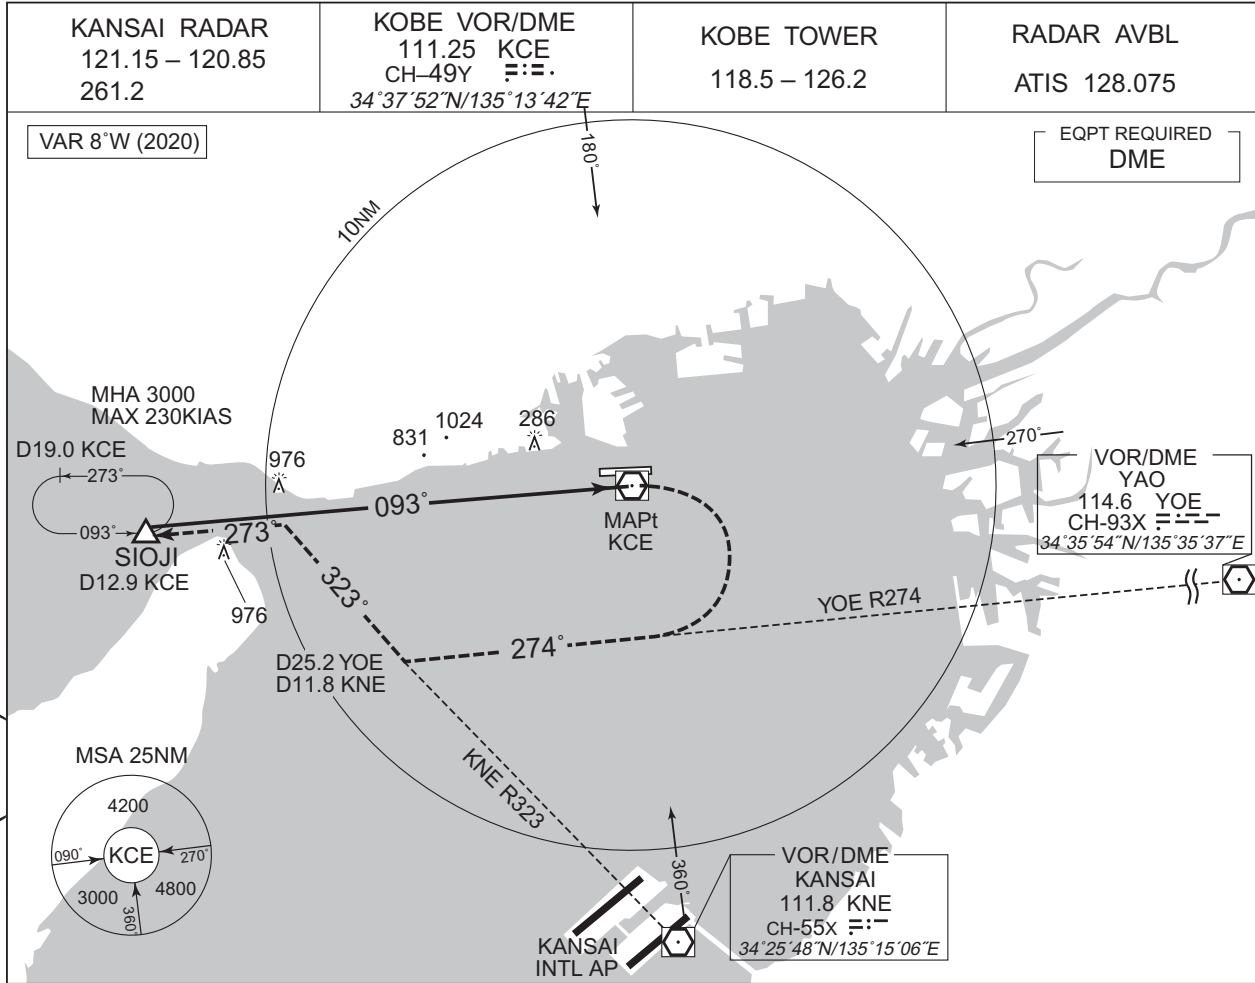 KANSAI RADAR
121.15 – 120.85
261.2
KOBE VOR/DME
111.25 KCE
CH–49Y
34°37´52˝N/135°13´42˝E
KOBE TOWER
118.5 – 126.2
RADAR AVBL
ATIS 128.075
VAR 8°W (2020)
EQPT REQUIRED
DME
180°
10NM
MHA 3000
MAX 230KIAS
D19.0 KCE
273°
093°
SIOJI
D12.9 KCE
976
976
831
1024
286
093°
273°
MAPt
KCE
270°
VOR/DME
YAO
114.6 YOE
CH-93X
34°35´54˝N/135°35´37˝E
323°
YOE R274
274°
D25.2 YOE
D11.8 KNE
KNE R323
MSA 25NM
4200
090°
KCE
270°
3000
4800
360°
360°
VOR/DME
KANSAI
111.8 KNE
CH-55X
34°25´48˝N/135°15´06˝E
KANSAI
INTL AP